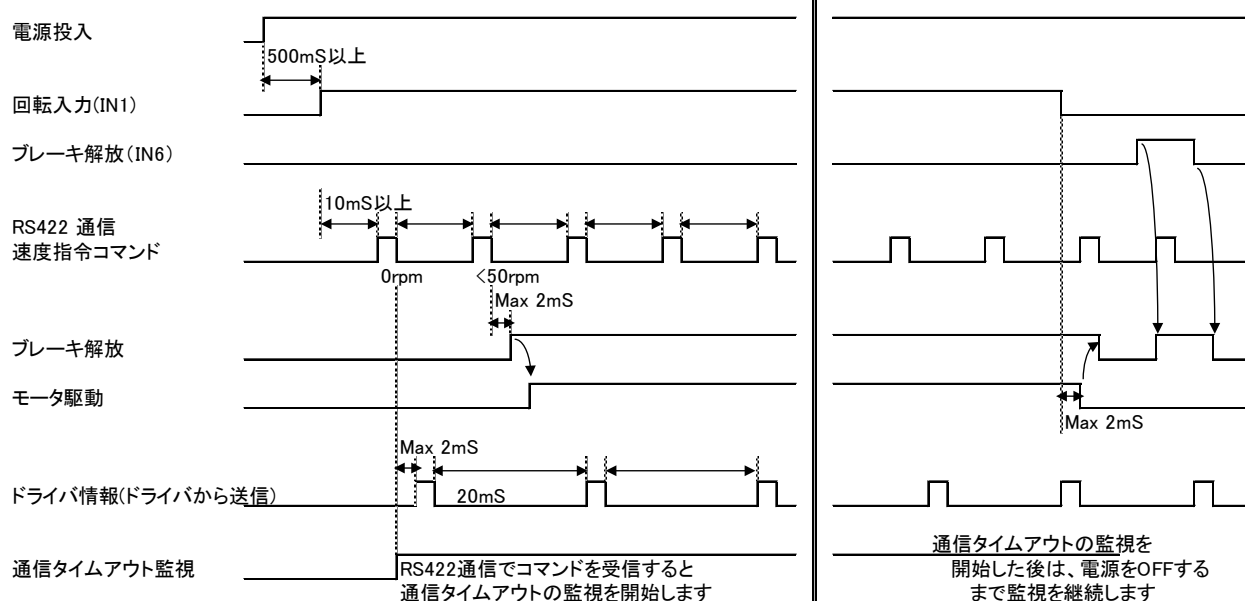 電源投入
500mS以上
回転入力(IN1)
ブレーキ解放(IN6)
10mS以上
RS422 通信
速度指令コマンド
0rpm
<50rpm
Max 2mS
ブレーキ解放
モータ駆動
Max 2mS
Max 2mS
ドライバ情報(ドライバから送信)
20mS
通信タイムアウト監視
RS422通信でコマンドを受信すると
通信タイムアウトの監視を開始します
通信タイムアウトの監視を
開始した後は、電源をOFFする
まで監視を継続します